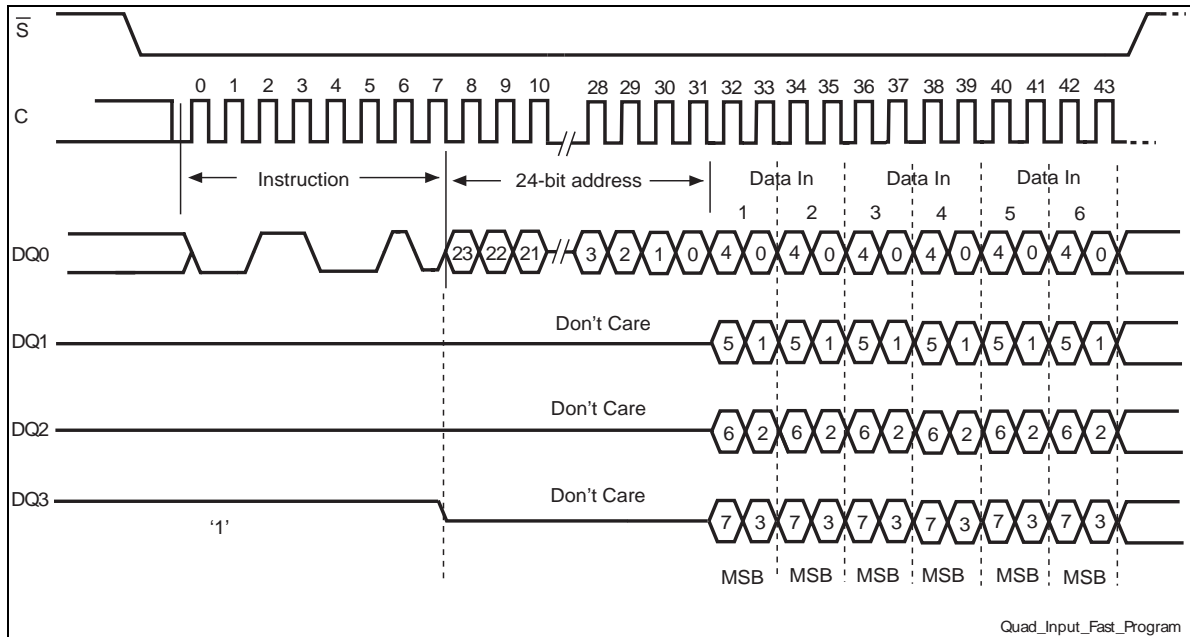 S
0 1 2 3 4 5 6 7 8 9 10 28 29 30 31 32 33 34 35 36 37 38 39 40 41 42 43
C
Instruction 24-bit address Data In Data In Data In
1 2 3 4 5 6
DQ0 23 22 21 3 2 1 0 4 0 4 0 4 0 4 0 4 0 4 0
Don't Care
DQ1 5 1 5 1 5 1 5 1 5 1 5 1
Don't Care
DQ2 6 2 6 2 6 2 6 2 6 2 6 2
DQ3 Don't Care
‘1’ 7 3 7 3 7 3 7 3 7 3 7 3
MSB MSB MSB MSB MSB MSB
Quad_Input_Fast_Program